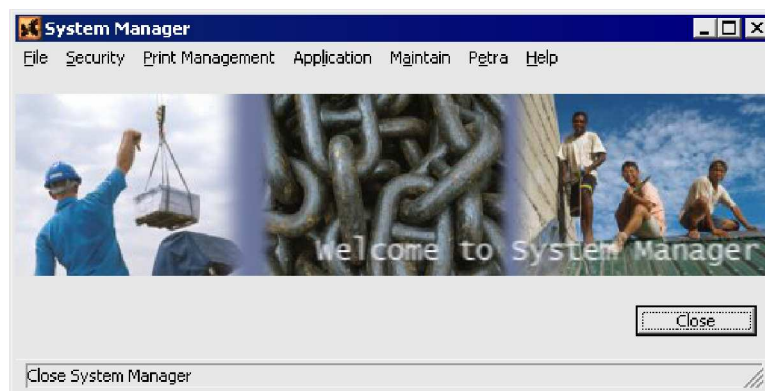 System Manager
File Security Print Management Application Maintain Petra Help
Welcome to System Manager
Close
Close System Manager